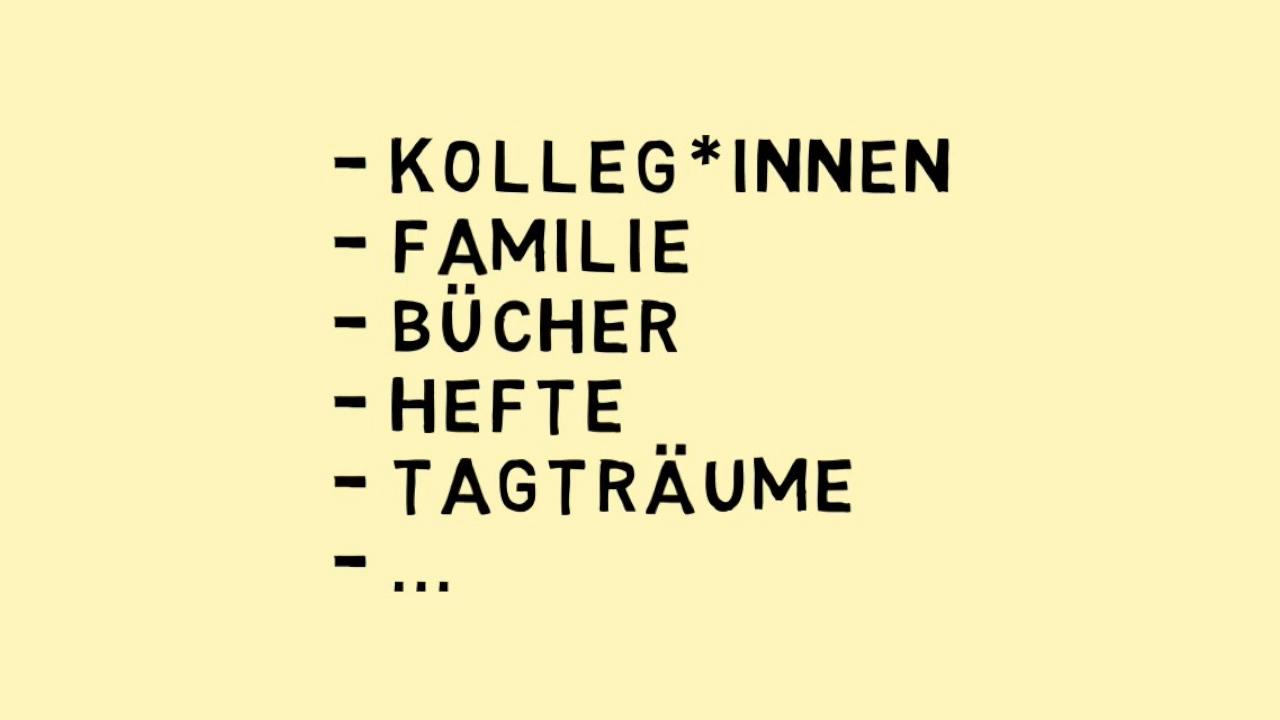 - KOLLEG*INNEN
- FAMILIE
- BÜCHER
- HEFTE
- TAGTRÄUME
- ...